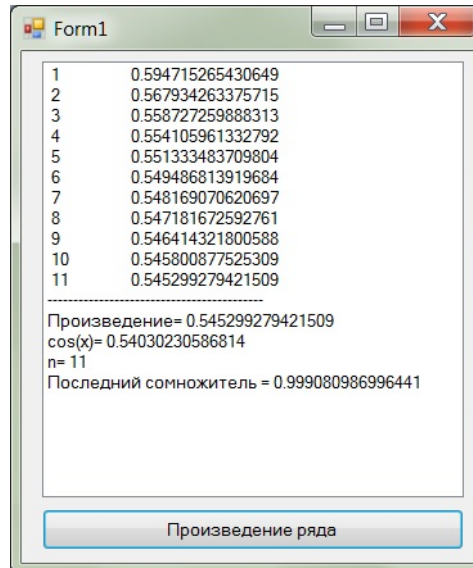 Form1
1 0.594715265430649
2 0.567934263375715
3 0.558727259888313
4 0.554105961332792
5 0.551333483709804
6 0.549486813919684
7 0.548169070620697
8 0.547181672592761
9 0.546414321800588
10 0.545800877525309
11 0.545299279421509
------------------------------------------
Произведение= 0.545299279421509
cos(x)= 0.54030230586814
n= 11
Последний сомножитель = 0.999080986996441
Произведение ряда